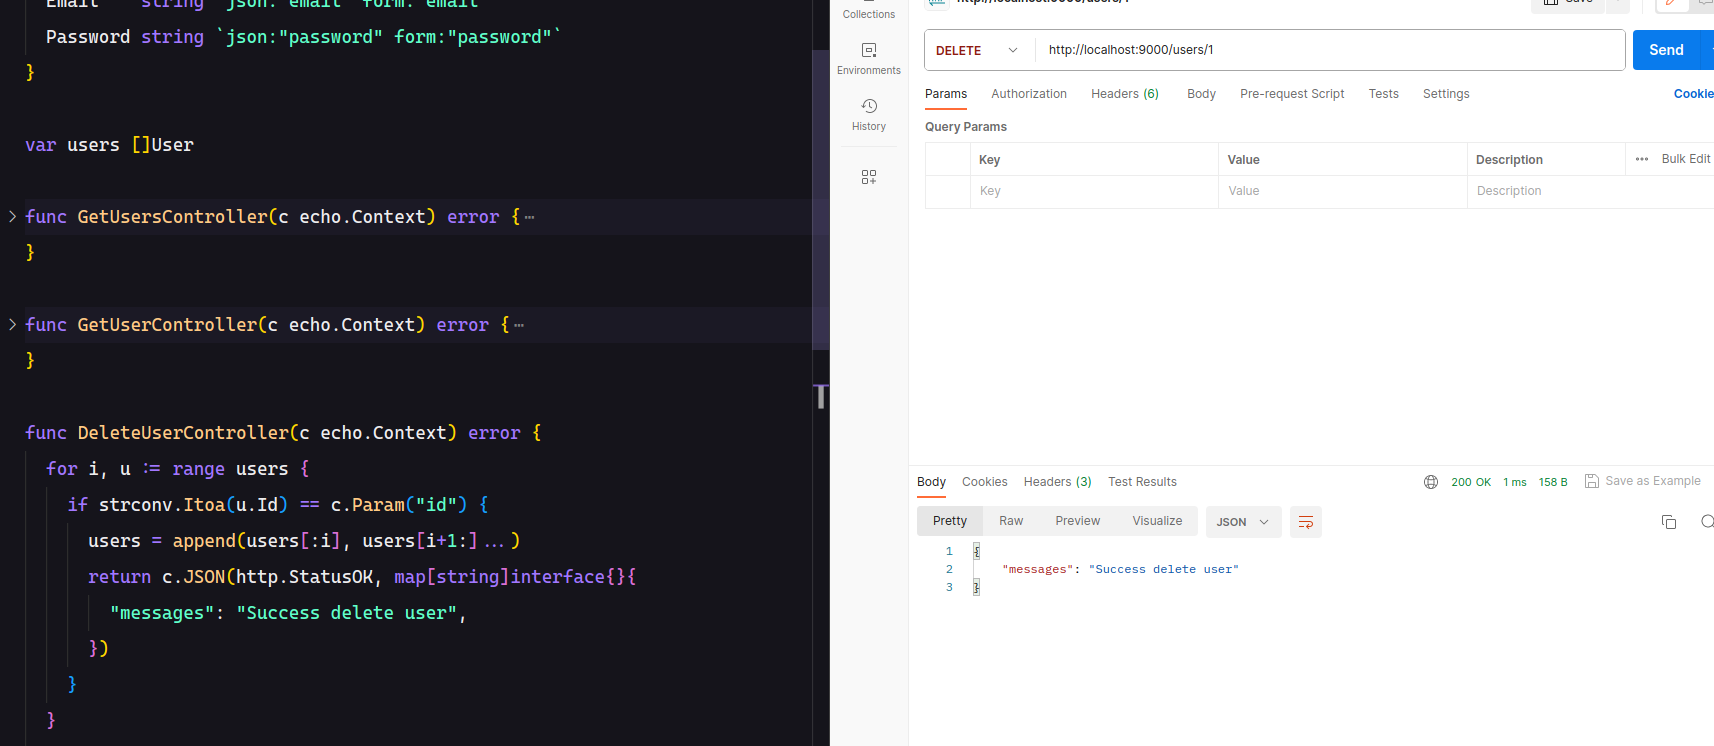 Email string `json:"email" form:"email"
Password string `json:"password" form:"password"`
}
var users []User
func GetUsersController(c echo.Context) error {…
}
func GetUserController(c echo.Context) error {…
}
func DeleteUserController(c echo.Context) error {
for i, u := range users {
if strconv.Itoa(u.Id) == c.Param("id") {
users = append(users[:i], users[i+1:]...)
return c.JSON(http.StatusOK, map[string]interface{}{
"messages": "Success delete user",
})
}
}
Collections
Environments
History
http://localhost:9000/users/1
Save
DELETE http://localhost:9000/users/1 Send
Params Authorization Headers (6) Body Pre-request Script Tests Settings Cookie
Query Params
Key Value Description ••• Bulk Edit
Key Value Description
Body Cookies Headers (3) Test Results 200 OK 1 ms 158 B Save as Example
Pretty Raw Preview Visualize JSON
1 {
2 "messages": "Success delete user"
3 }